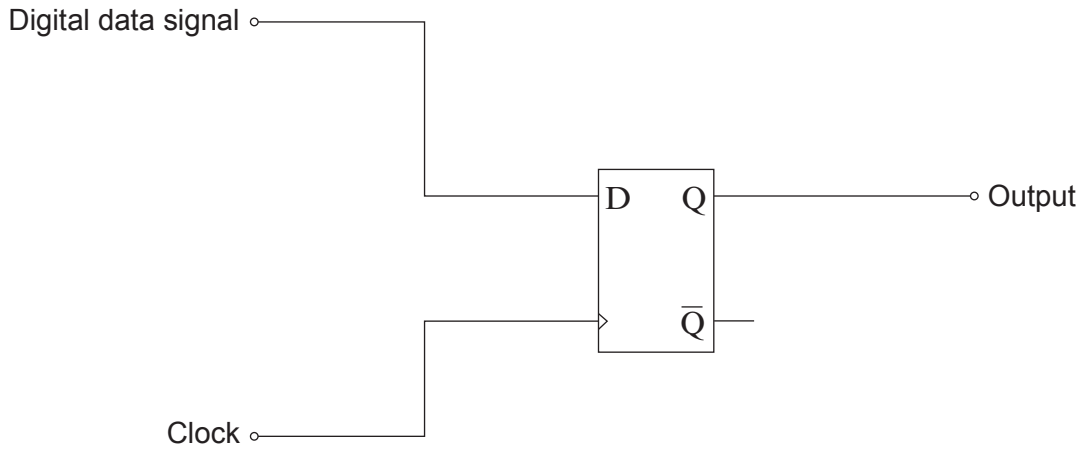 Digital data signal
D Q
Output
Q̅
Clock